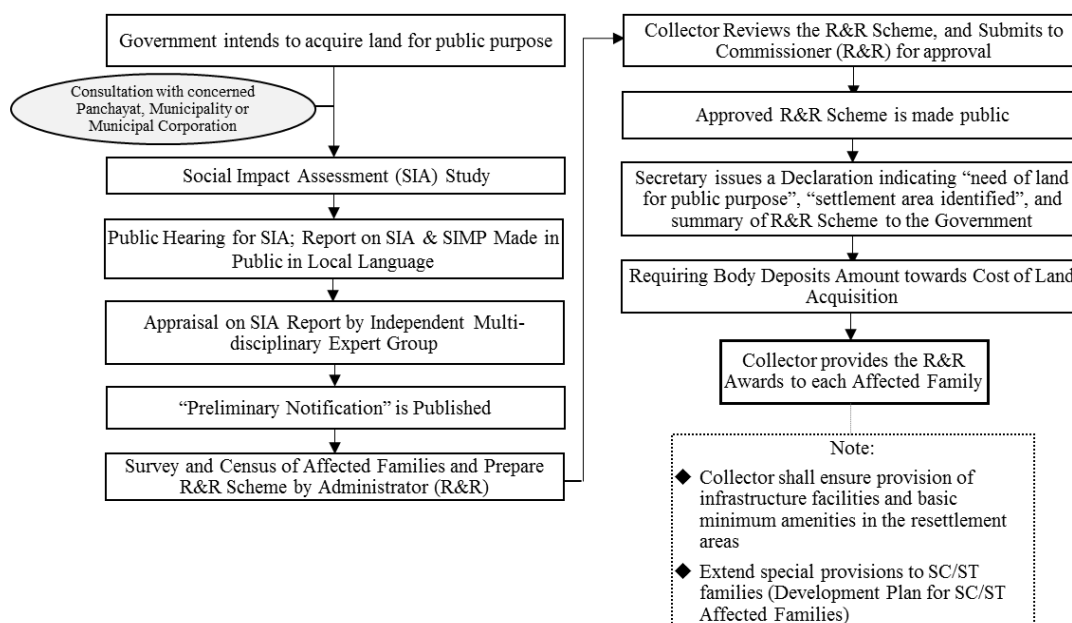 Government intends to acquire land for public purpose
Consultation with concerned
Panchayat, Municipality or
Municipal Corporation
Social Impact Assessment (SIA) Study
Public Hearing for SIA; Report on SIA & SIMP Made in
Public in Local Language
Appraisal on SIA Report by Independent Multi-
disciplinary Expert Group
“Preliminary Notification” is Published
Survey and Census of Affected Families and Prepare
R&R Scheme by Administrator (R&R)
Collector Reviews the R&R Scheme, and Submits to
Commissioner (R&R) for approval
Approved R&R Scheme is made public
Secretary issues a Declaration indicating “need of land
for public purpose”, “settlement area identified”, and
summary of R&R Scheme to the Government
Requiring Body Deposits Amount towards Cost of Land
Acquisition
Collector provides the R&R
Awards to each Affected Family
Note:
◆ Collector shall ensure provision of
infrastructure facilities and basic
minimum amenities in the resettlement
areas
◆ Extend special provisions to SC/ST
families (Development Plan for SC/ST
Affected Families)